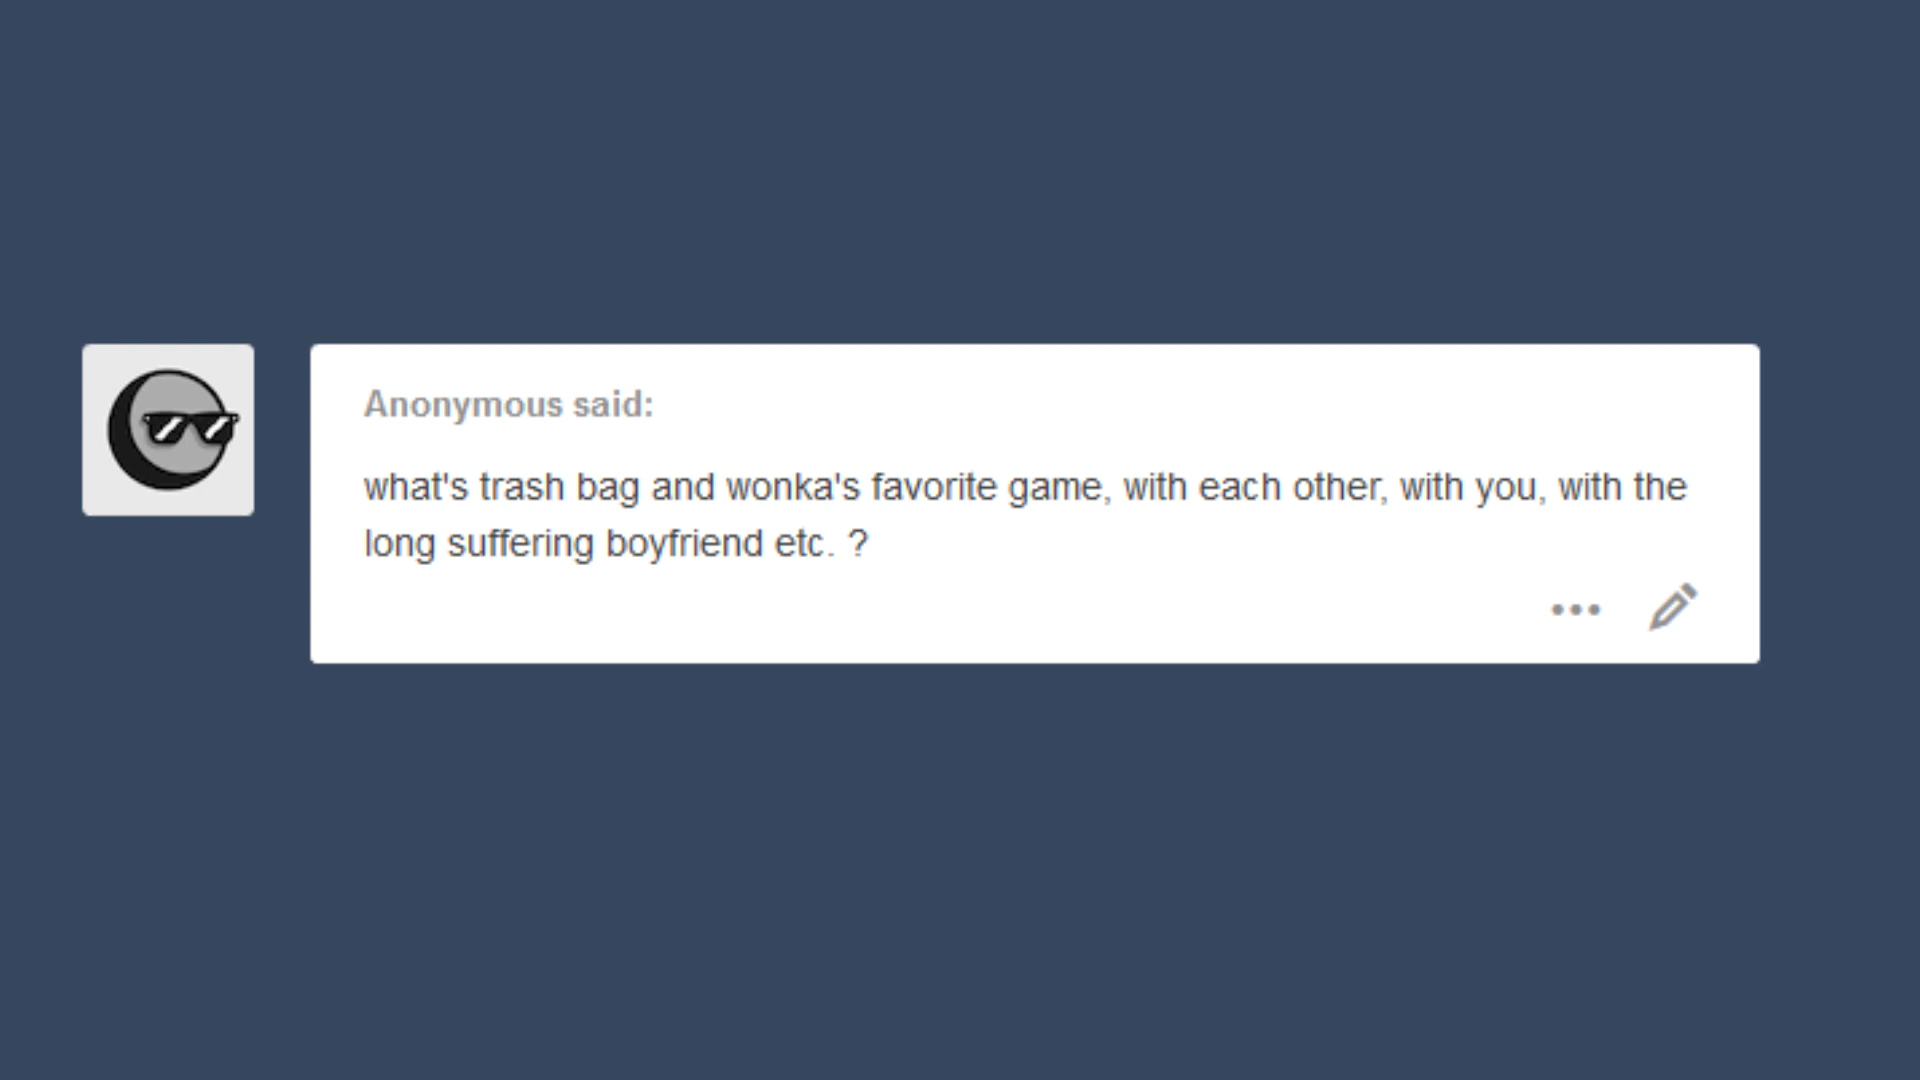 Anonymous said:
what's trash bag and wonka's favorite game, with each other, with you, with the
long suffering boyfriend etc. ?